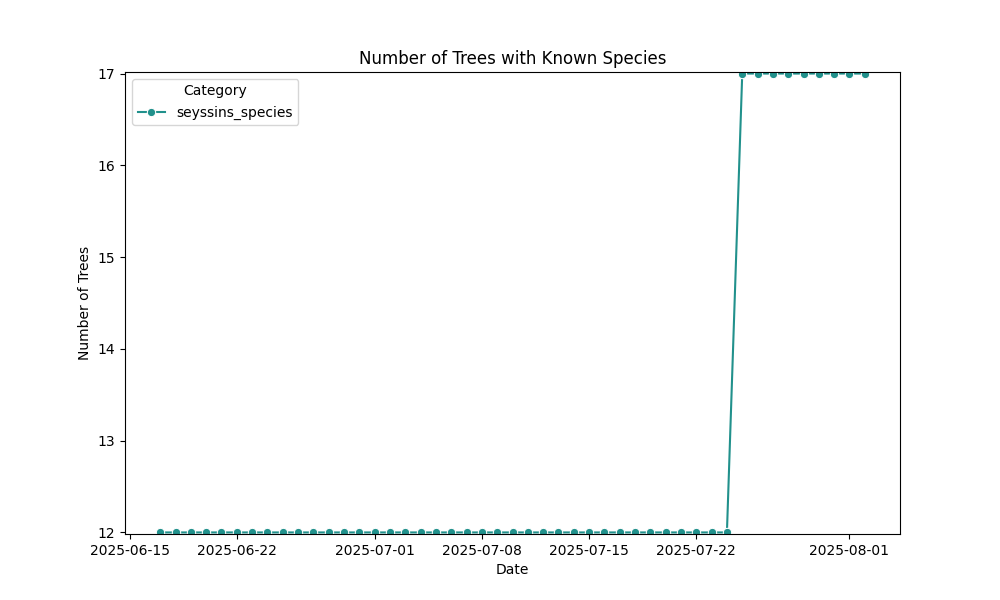 Number of Trees with Known Species
Category
seyssins_species
17
16
15
14
13
12
Number of Trees
2025-06-15
2025-06-22
2025-07-01
2025-07-08
2025-07-15
2025-07-22
2025-08-01
Date